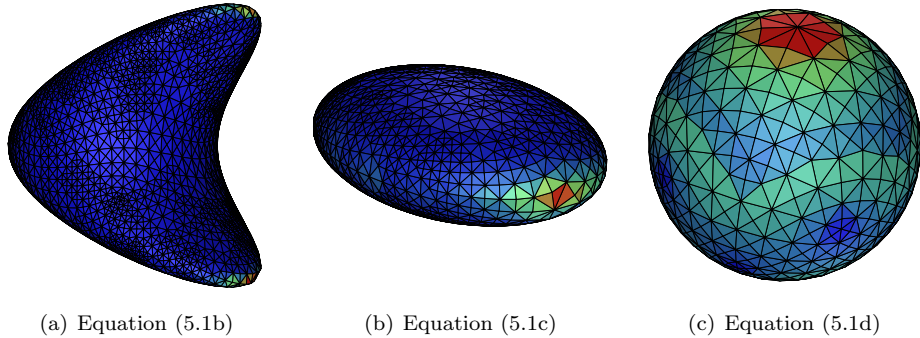 (a) Equation (5.1b)
(b) Equation (5.1c)
(c) Equation (5.1d)